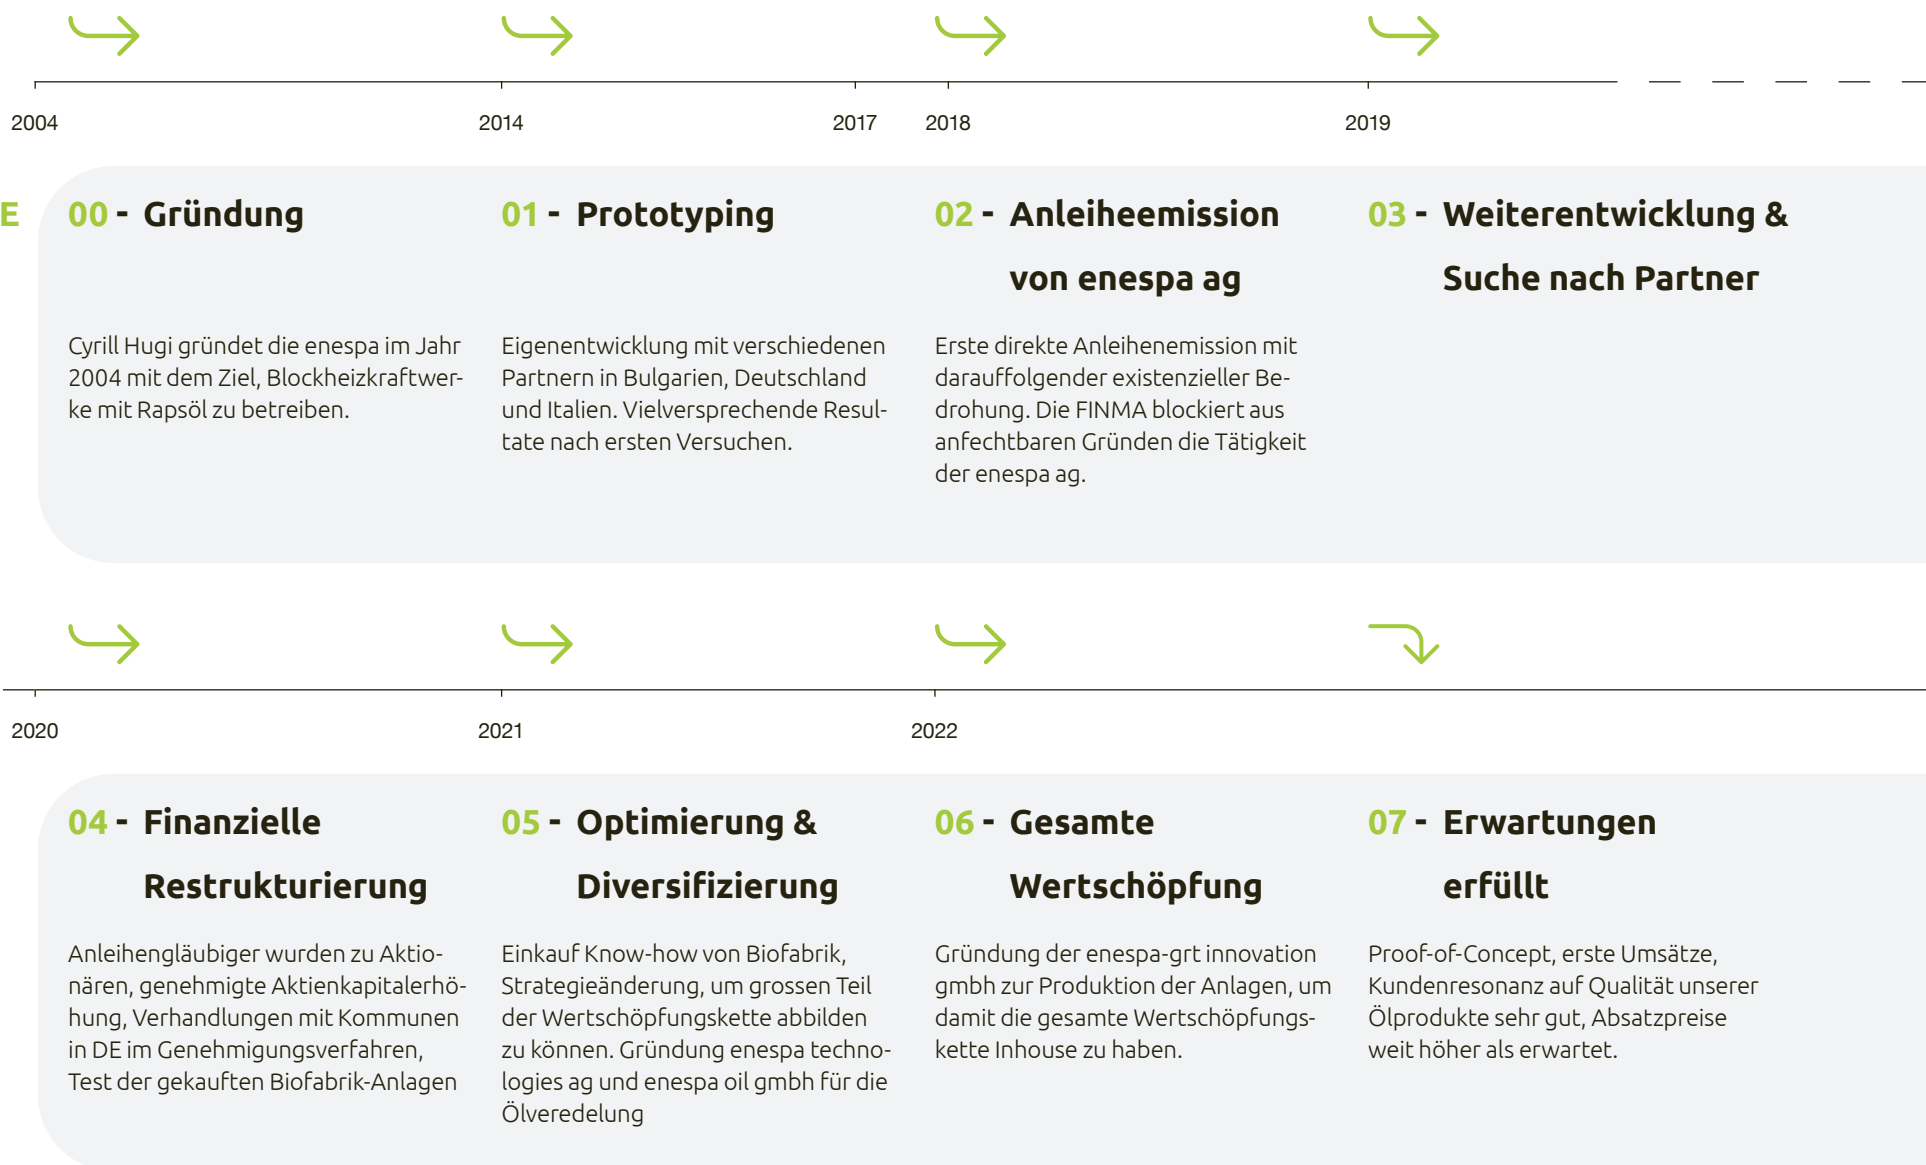 2004
2014
2017
2018
2019
E
00 - Gründung
Cyrill Hugi gründet die enespa im Jahr
2004 mit dem Ziel, Blockheizkraftwer-
ke mit Rapsöl zu betreiben.
01 - Prototyping
Eigenentwicklung mit verschiedenen
Partnern in Bulgarien, Deutschland
und Italien. Vielversprechende Resul-
tate nach ersten Versuchen.
02 - Anleiheemission
von enespa ag
Erste direkte Anleihenemission mit
darauffolgender existenzieller Be-
drohung. Die FINMA blockiert aus
anfechtbaren Gründen die Tätigkeit
der enespa ag.
03 - Weiterentwicklung &
Suche nach Partner
2020
2021
2022
04 - Finanzielle
Restrukturierung
Anleihengläubiger wurden zu Aktio-
nären, genehmigte Aktienkapitalerhö-
hung, Verhandlungen mit Kommunen
in DE im Genehmigungsverfahren,
Test der gekauften Biofabrik-Anlagen
05 - Optimierung &
Diversifizierung
Einkauf Know-how von Biofabrik,
Strategieänderung, um grossen Teil
der Wertschöpfungskette abbilden
zu können. Gründung enespa techno-
logies ag und enespa oil gmbh für die
Ölveredelung
06 - Gesamte
Wertschöpfung
Gründung der enespa-grt innovation
gmbh zur Produktion der Anlagen, um
damit die gesamte Wertschöpfungs-
kette Inhouse zu haben.
07 - Erwartungen
erfüllt
Proof-of-Concept, erste Umsätze,
Kundenresonanz auf Qualität unserer
Ölprodukte sehr gut, Absatzpreise
weit höher als erwartet.